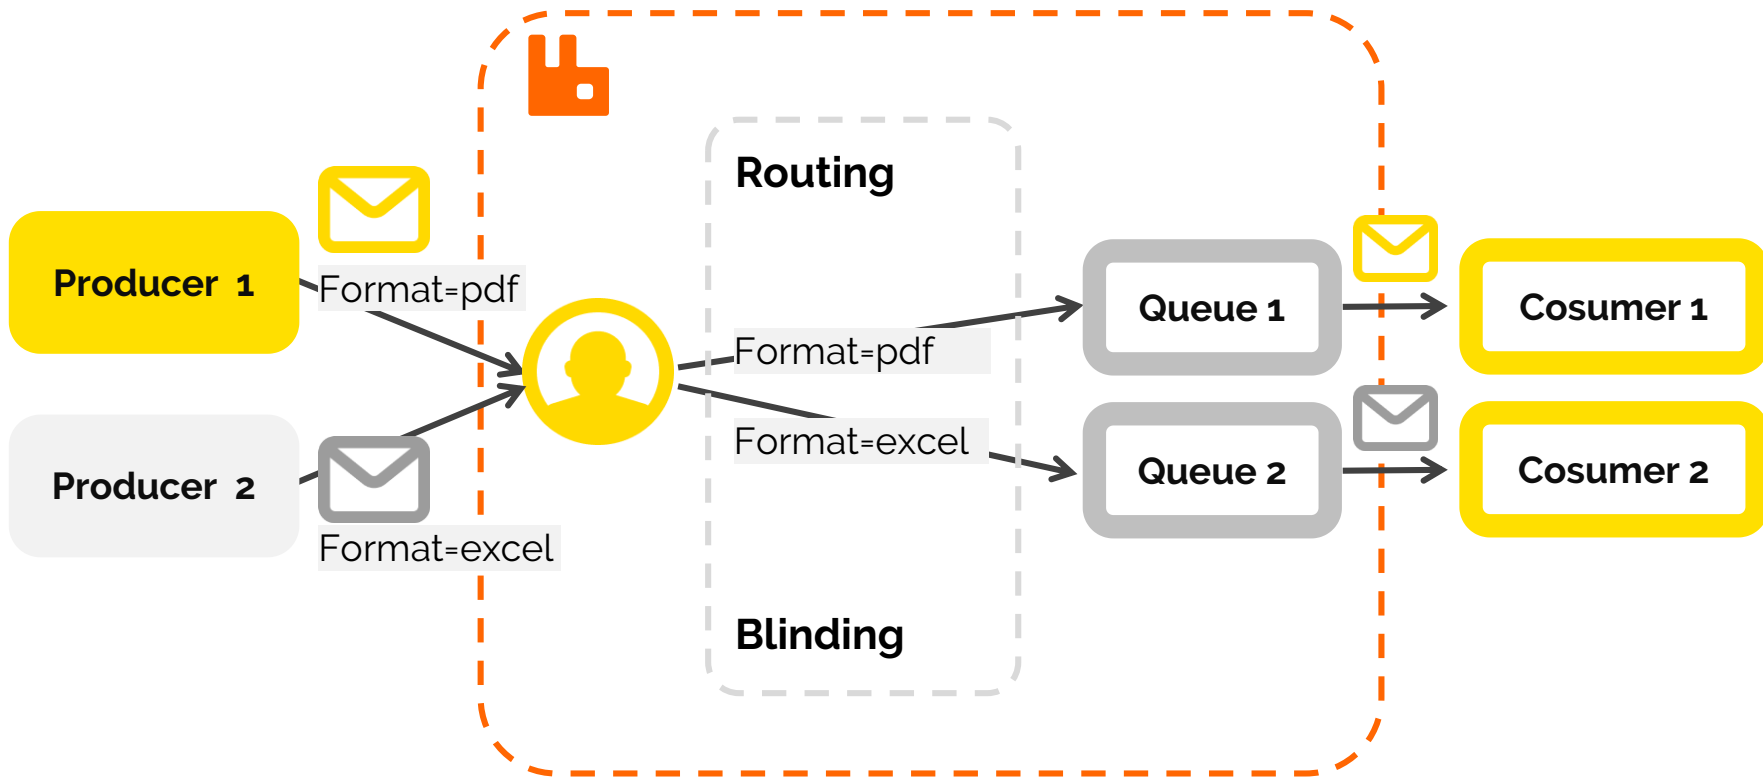 Routing
Producer 1
Format=pdf
Producer 2
Format=excel
Format=pdf
Format=excel
Blinding
Queue 1
Cosumer 1
Queue 2
Cosumer 2